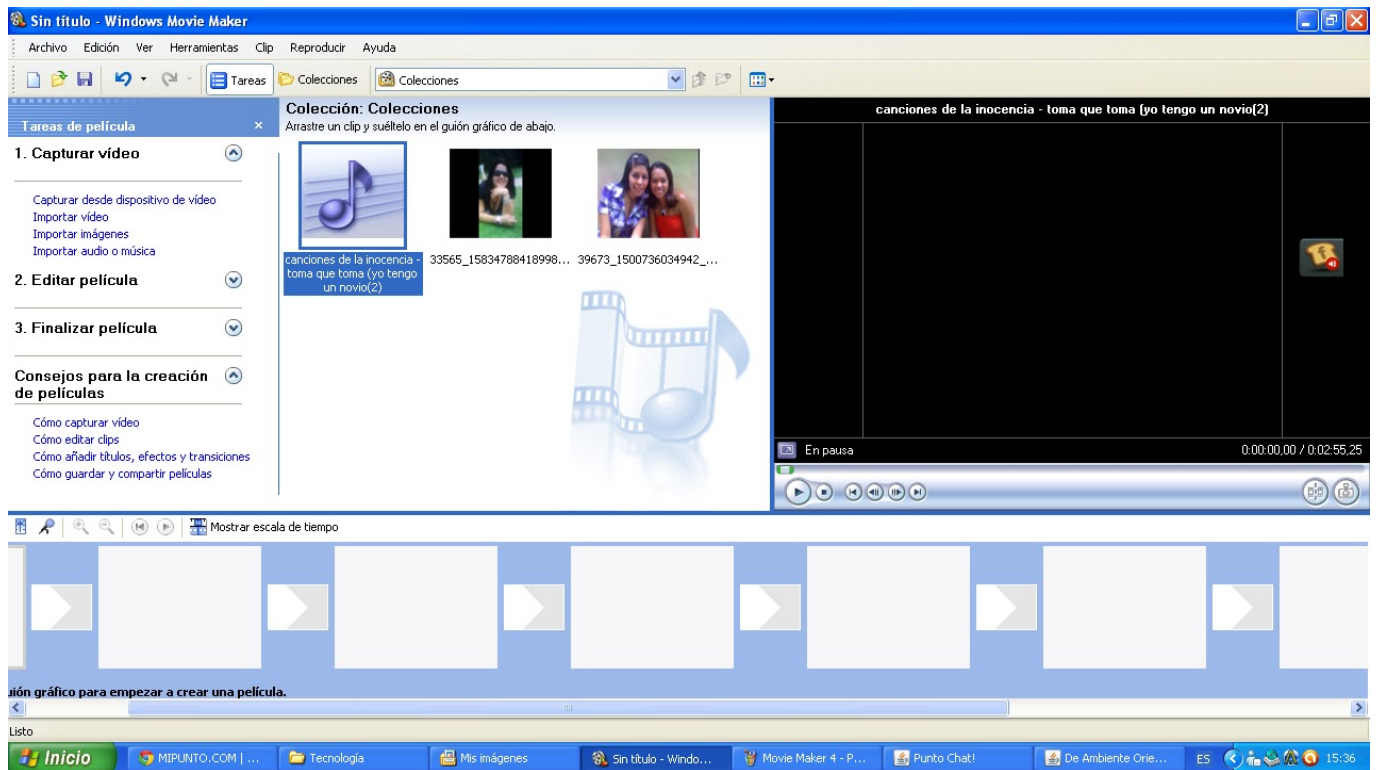 Sin título - Windows Movie Maker
Archivo Edición Ver Herramientas Clip Reproducir Ayuda
Tareas Colecciones Colecciones
Tareas de película
1. Capturar vídeo
Capturar desde dispositivo de vídeo
Importar vídeo
Importar imágenes
Importar audio o música
2. Editar película
3. Finalizar película
Consejos para la creación
de películas
Cómo capturar vídeo
Cómo editar clips
Cómo añadir títulos, efectos y transiciones
Cómo guardar y compartir películas
Colección: Colecciones
Arrastre un clip y suéltelo en el guión gráfico de abajo.
canciones de la inocencia -
toma que toma (yo tengo
un novio(2)
33565_15834788418998...
39673_1500736034942_...
canciones de la inocencia - toma que toma (yo tengo un novio(2)
En pausa 0:00:00,00 / 0:02:55,25
Mostrar escala de tiempo
uión gráfico para empezar a crear una película.
Listo
Inicio MIPUNTO.COM | ... Tecnología Mis imágenes Sin título - Windo... Movie Maker 4 - P... Punto Chat! De Ambiente Orie... ES 15:36